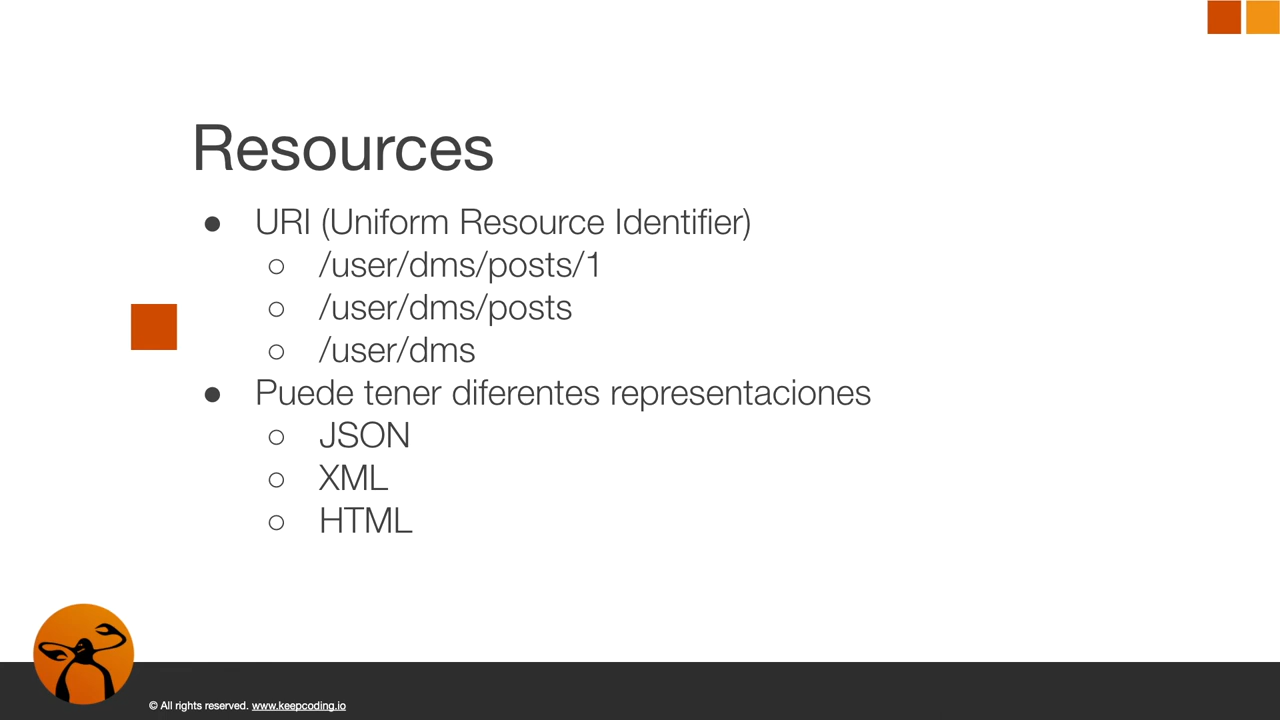 Resources
● URI (Uniform Resource Identifier)
○ /user/dms/posts/1
○ /user/dms/posts
○ /user/dms
● Puede tener diferentes representaciones
○ JSON
○ XML
○ HTML
© All rights reserved. www.keepcoding.io